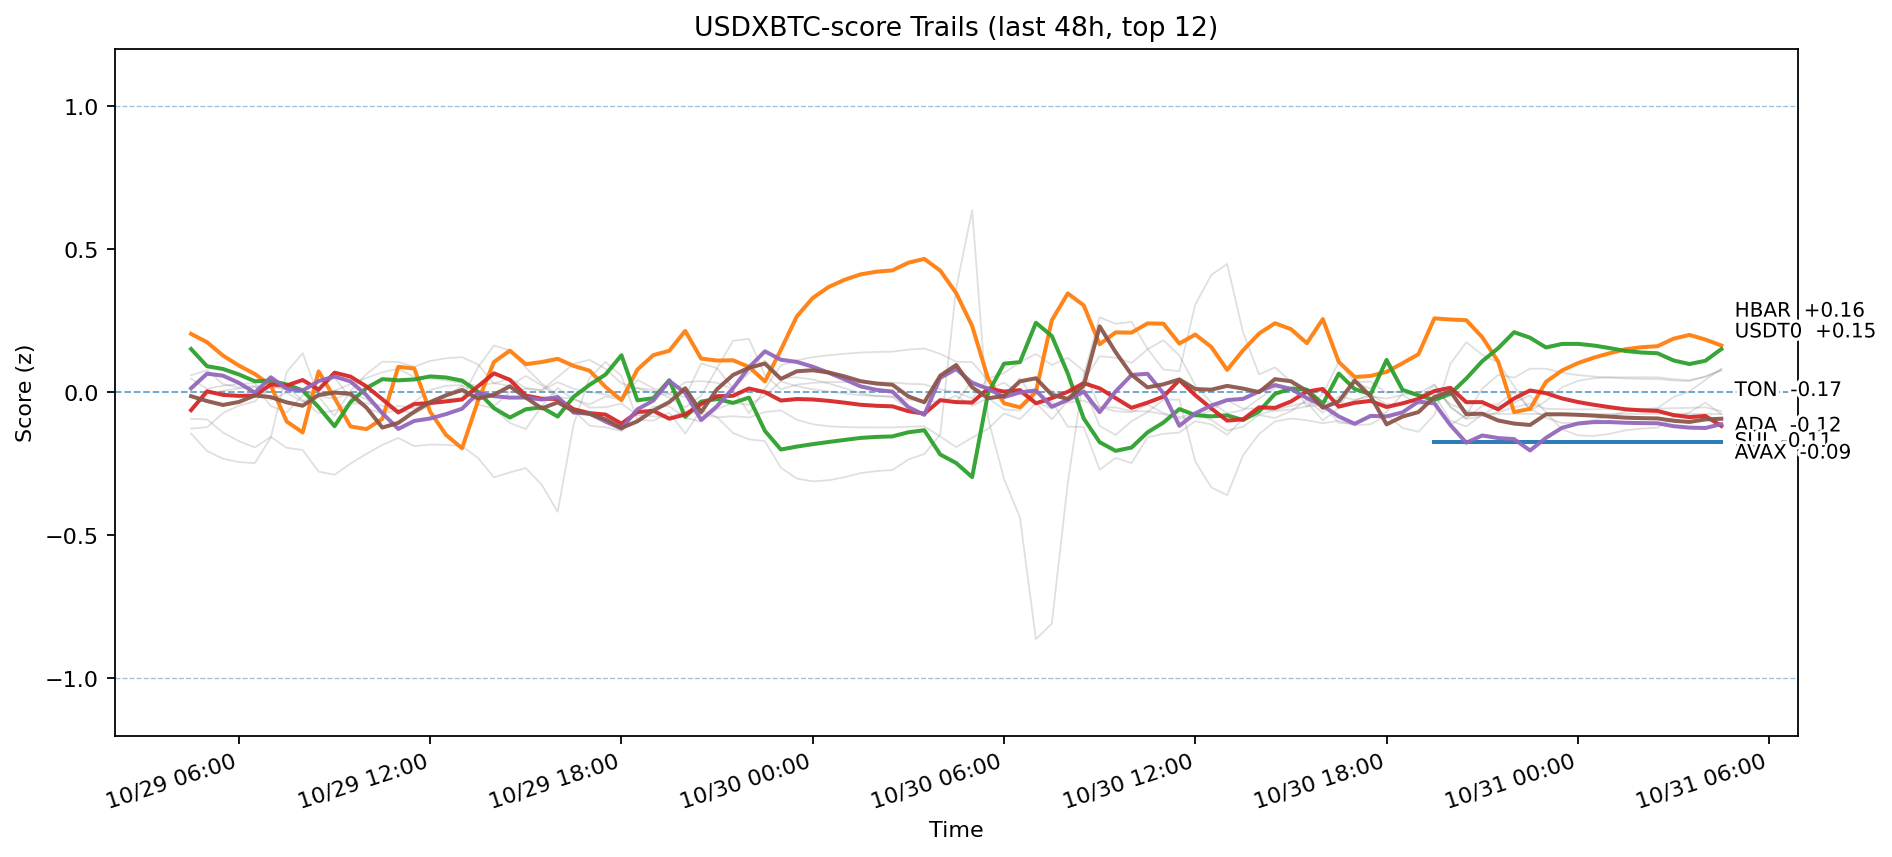 USDXBTC-score Trails (last 48h, top 12)
Score (z)
1.0
0.5
0.0
−0.5
−1.0
HBAR +0.16
USDT0 +0.15
TON -0.17
ADA -0.12
SUI -0.11
AVAX -0.09
10/29 06:00
10/29 12:00
10/29 18:00
10/30 00:00
10/30 06:00
10/30 12:00
10/30 18:00
10/31 00:00
10/31 06:00
Time